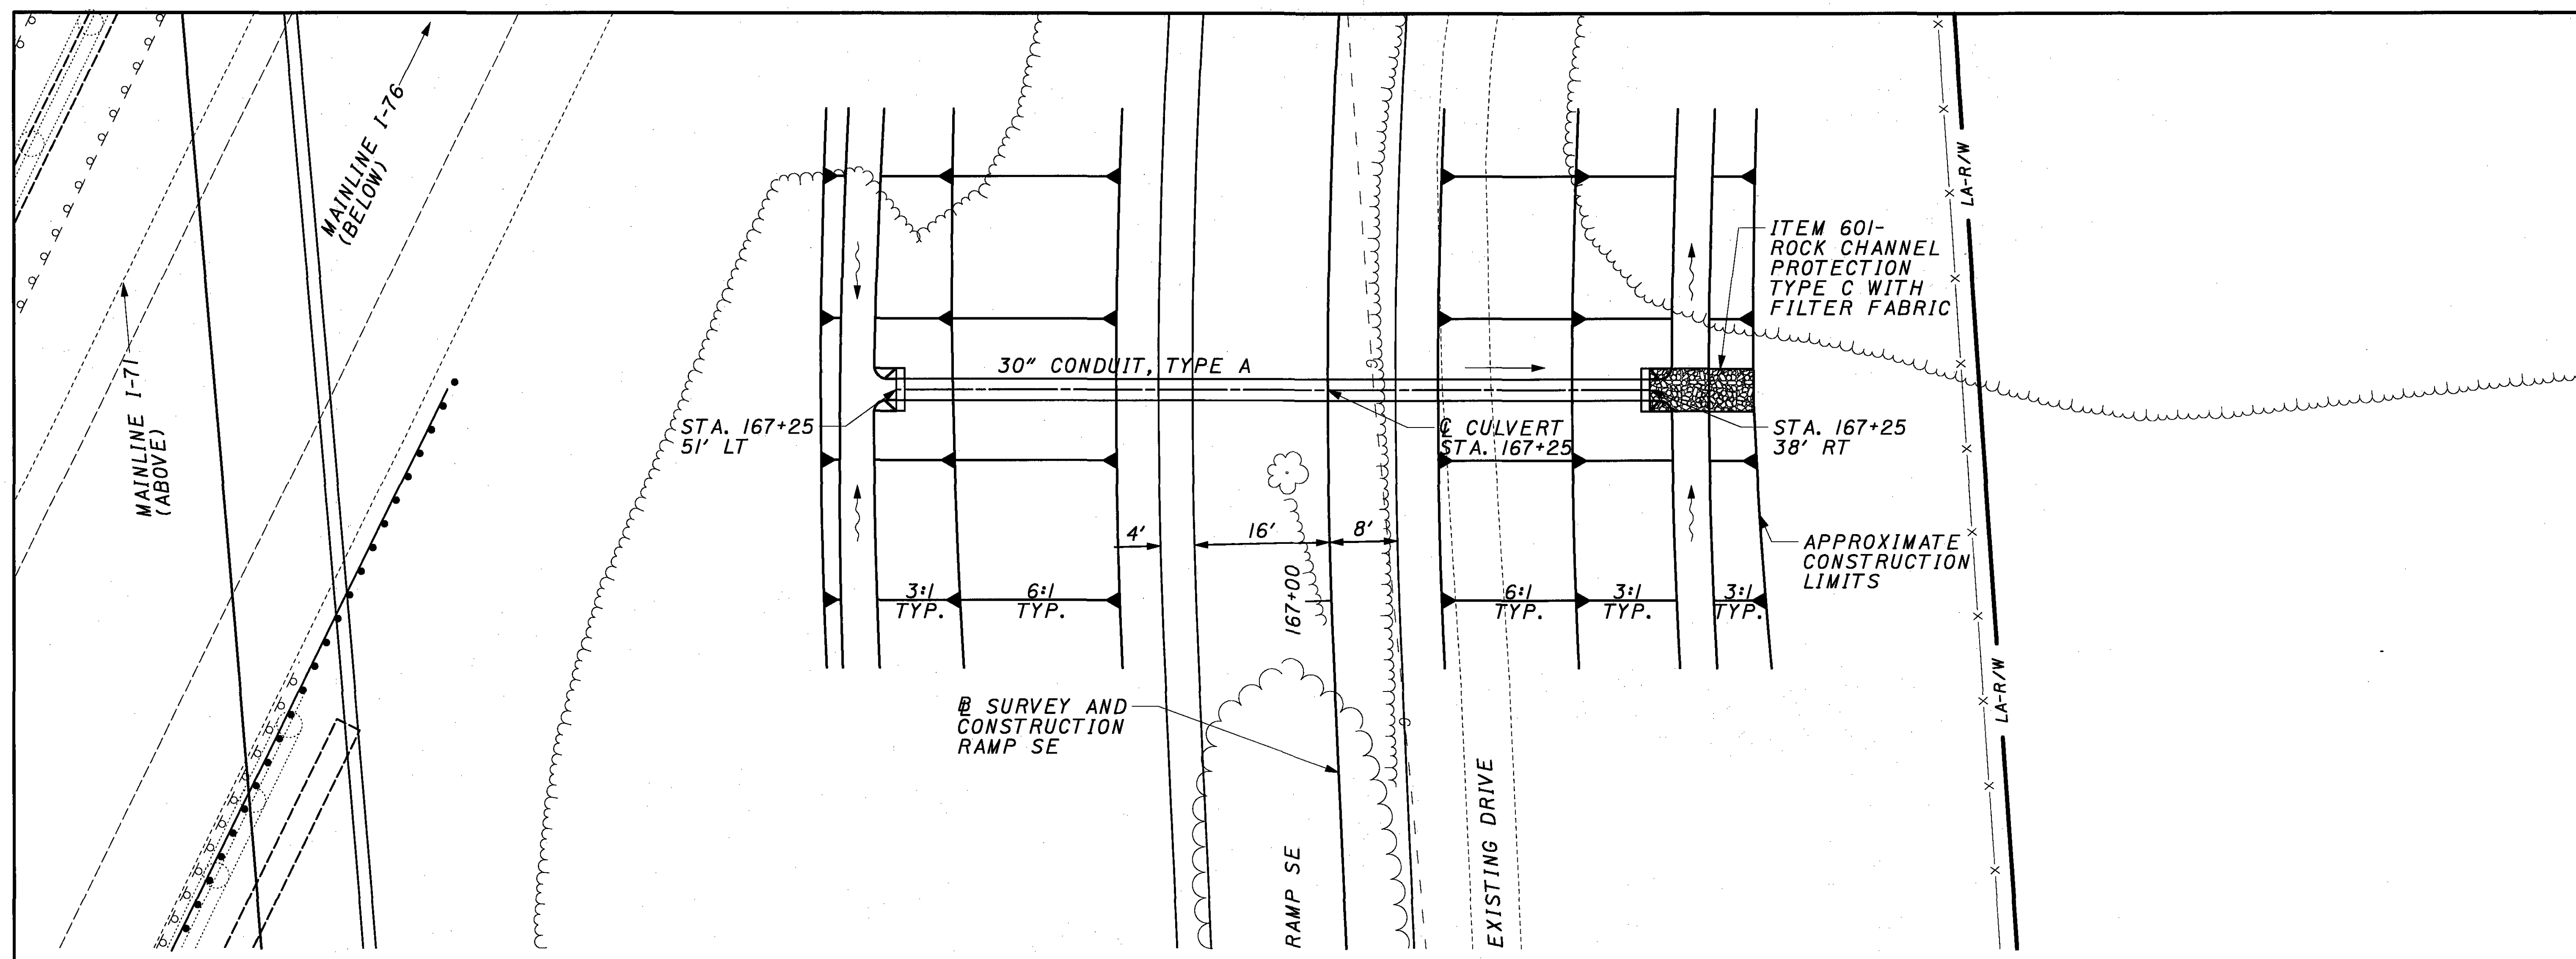 MAINLINE I-76
(BELOW)
MAINLINE I-71
(ABOVE)
ITEM 601-
ROCK CHANNEL
PROTECTION
TYPE C WITH
FILTER FABRIC
LA-R/W
30" CONDUIT, TYPE A
STA. 167+25
51' LT
℄ CULVERT
STA. 167+25
STA. 167+25
38' RT
4'
16'
8'
APPROXIMATE
CONSTRUCTION
LIMITS
167+00
3:1
TYP.
6:1
TYP.
6:1
TYP.
3:1
TYP.
3:1
TYP.
LA-R/W
BL SURVEY AND
CONSTRUCTION
RAMP SE
RAMP SE
EXISTING DRIVE